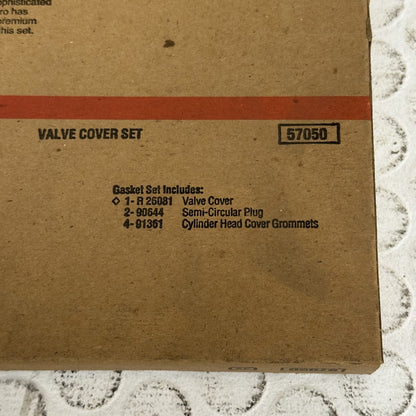 phisticated
ro has
premium
this set.
VALVE COVER SET 57050
Gasket Set Includes:
◇ 1- R 26081 Valve Cover
2- 90644 Semi-Circular Plug
4- 91361 Cylinder Head Cover Grommets